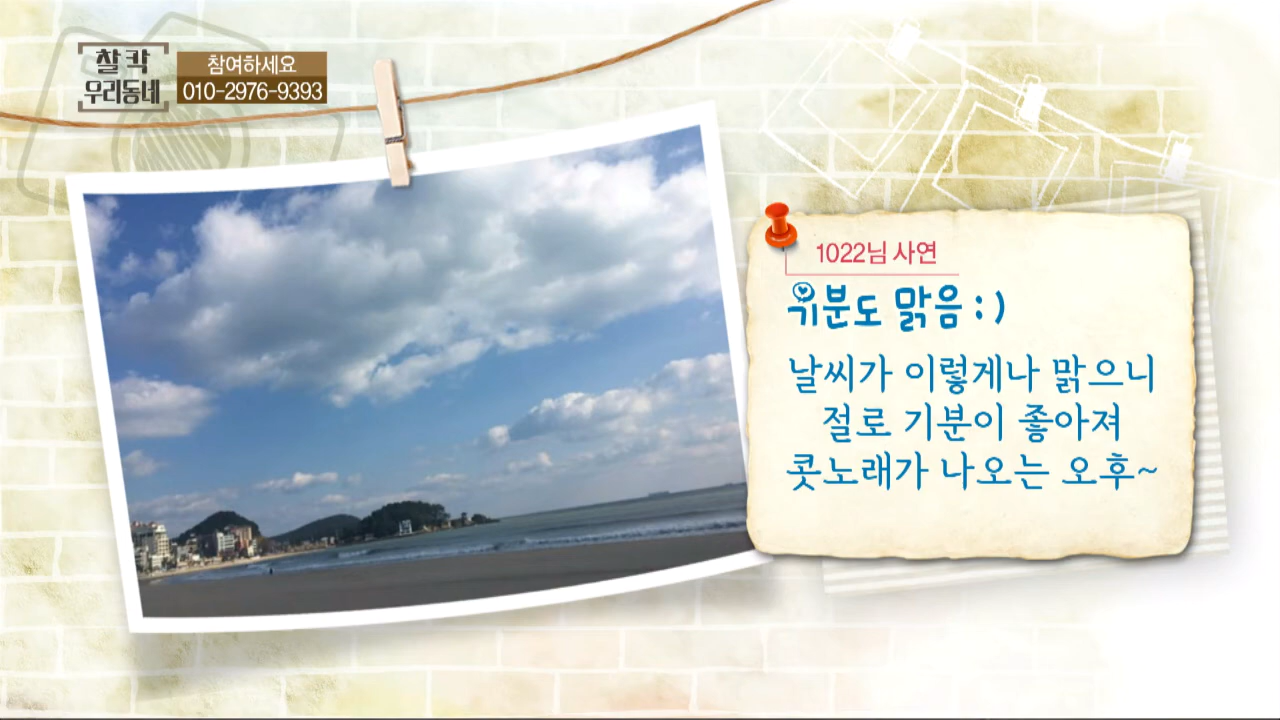 찰칵
우리동네
참여하세요
010-2976-9393
1022님 사연
기분도 맑음 : )
날씨가 이렇게나 맑으니
절로 기분이 좋아져
콧노래가 나오는 오후~